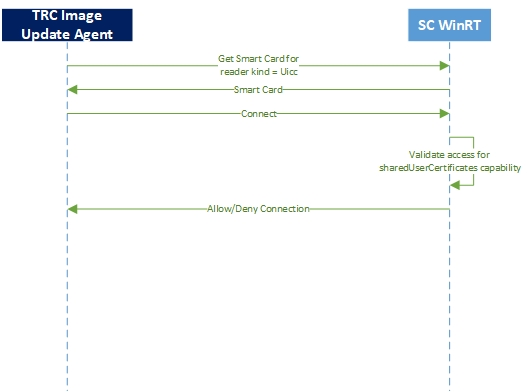 TRC Image
Update Agent
SC WinRT
Get Smart Card for
reader kind = Uicc
Smart Card
Connect
Validate access for
sharedUserCertificates capability
Allow/Deny Connection